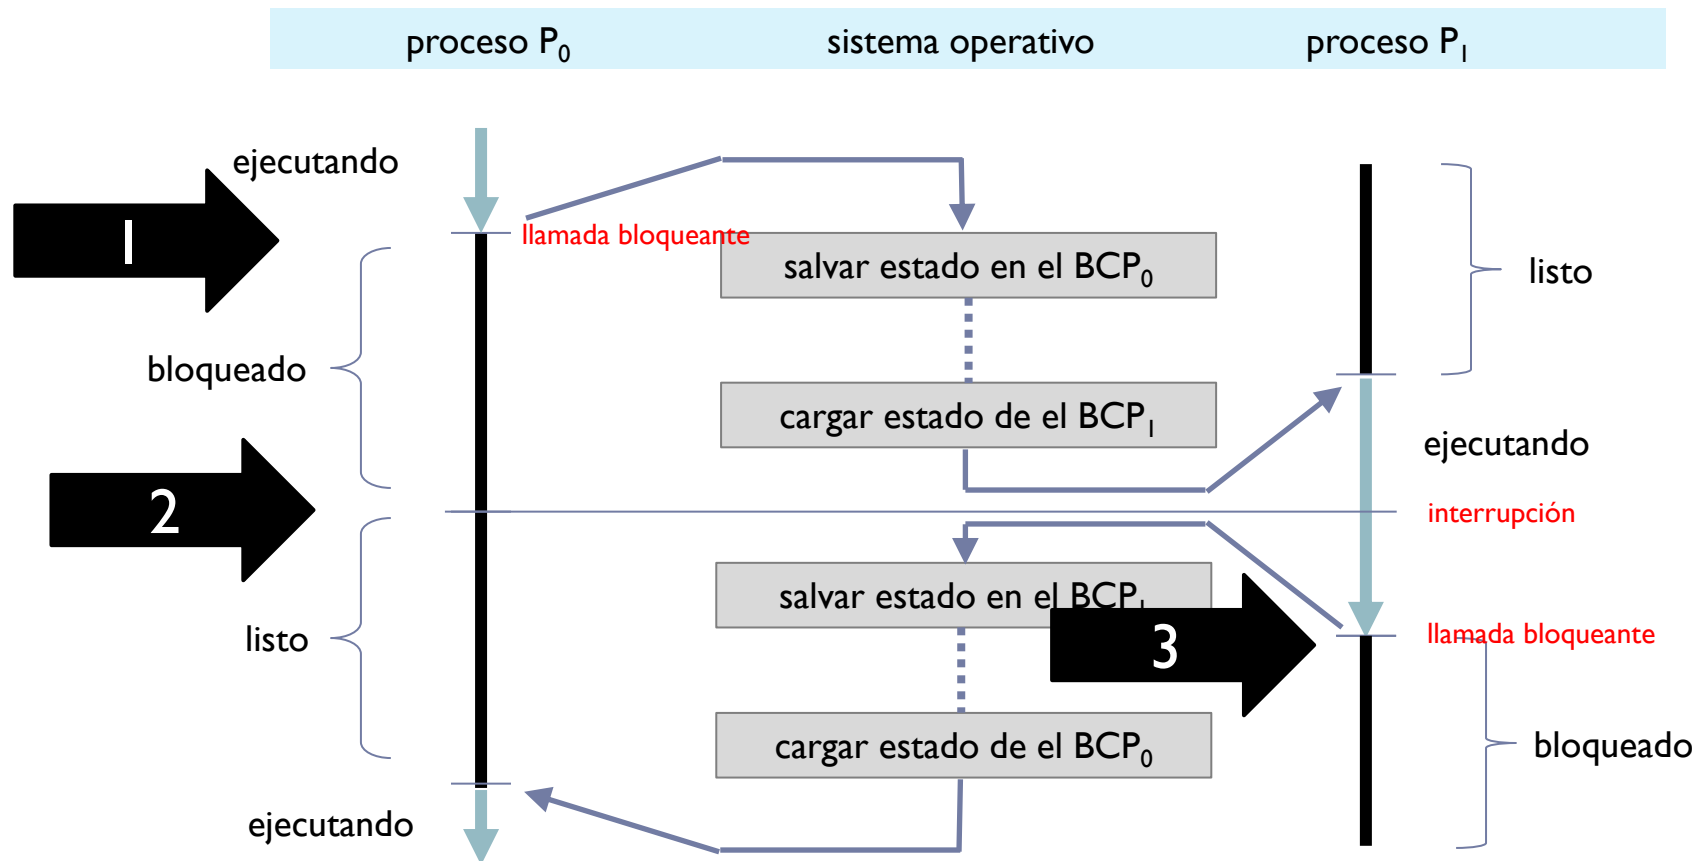 proceso P0
sistema operativo
proceso P1
ejecutando
1
llamada bloqueante
salvar estado en el BCP0
listo
bloqueado
cargar estado de el BCP1
ejecutando
2
interrupción
salvar estado en el BCP1
listo
3
llamada bloqueante
cargar estado de el BCP0
bloqueado
ejecutando